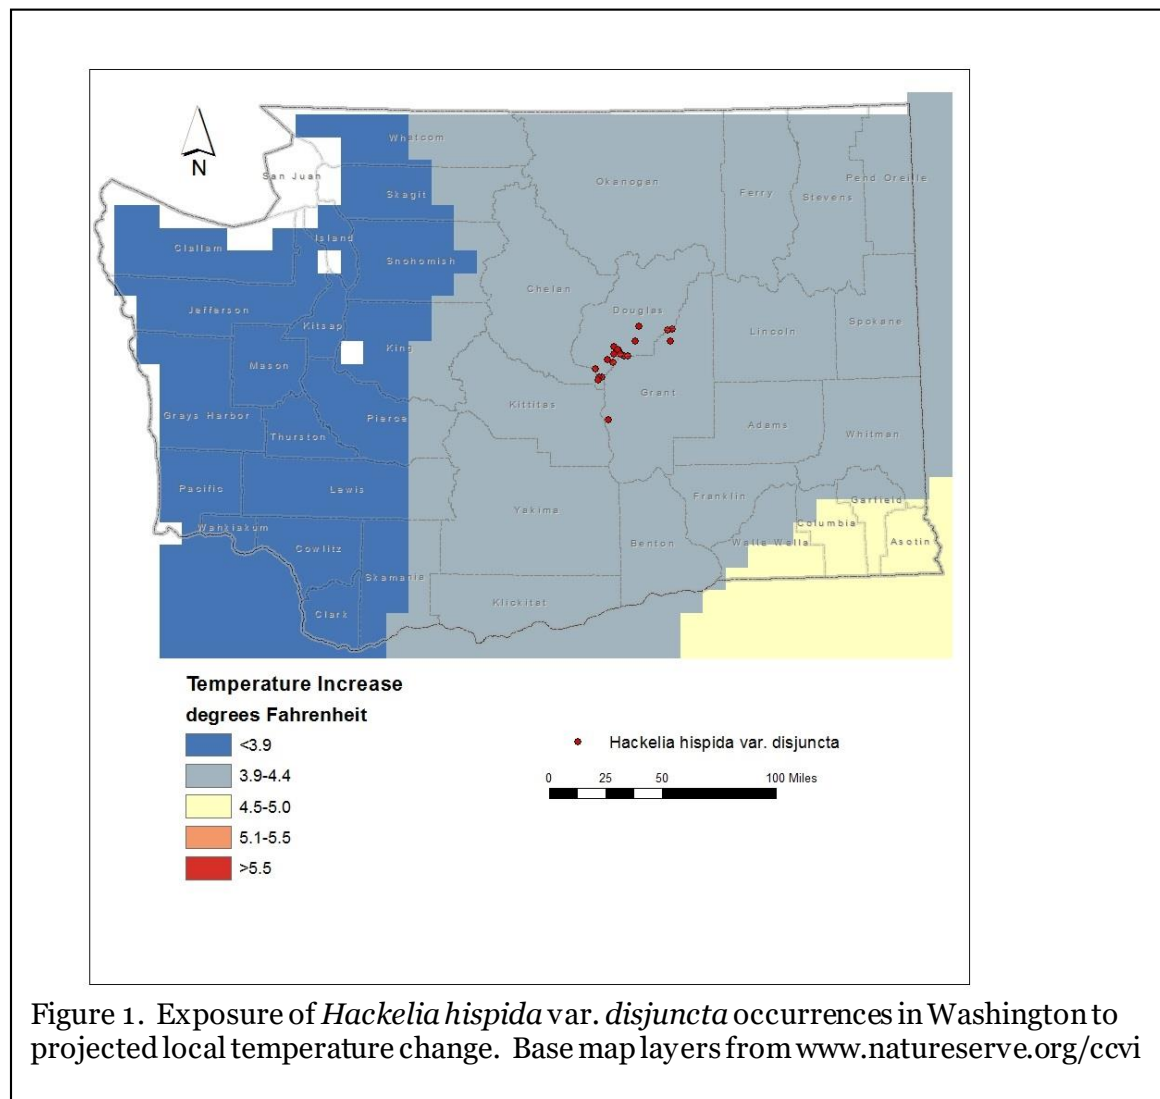 N
Whatcom
San Juan
Skagit
Okanogan
Ferry
Stevens
Pend Oreille
Island
Clallam
Snohomish
Chelan
Jefferson
Douglas
Kitsap
King
Lincoln
Spokane
Mason
Grant
Kittitas
Grays Harbor
Pierce
Thurston
Adams
Whitman
Pacific
Lewis
Yakima
Franklin
Garfield
Wahkiakum
Columbia
Cowlitz
Benton
Walla Walla
Asotin
Skamania
Klickitat
Clark
Temperature Increase
degrees Fahrenheit
<3.9
3.9-4.4
4.5-5.0
5.1-5.5
>5.5
Hackelia hispida var. disjuncta
0 25 50 100 Miles
Figure 1. Exposure of Hackelia hispida var. disjuncta occurrences in Washington to
projected local temperature change. Base map layers from www.natureserve.org/ccvi